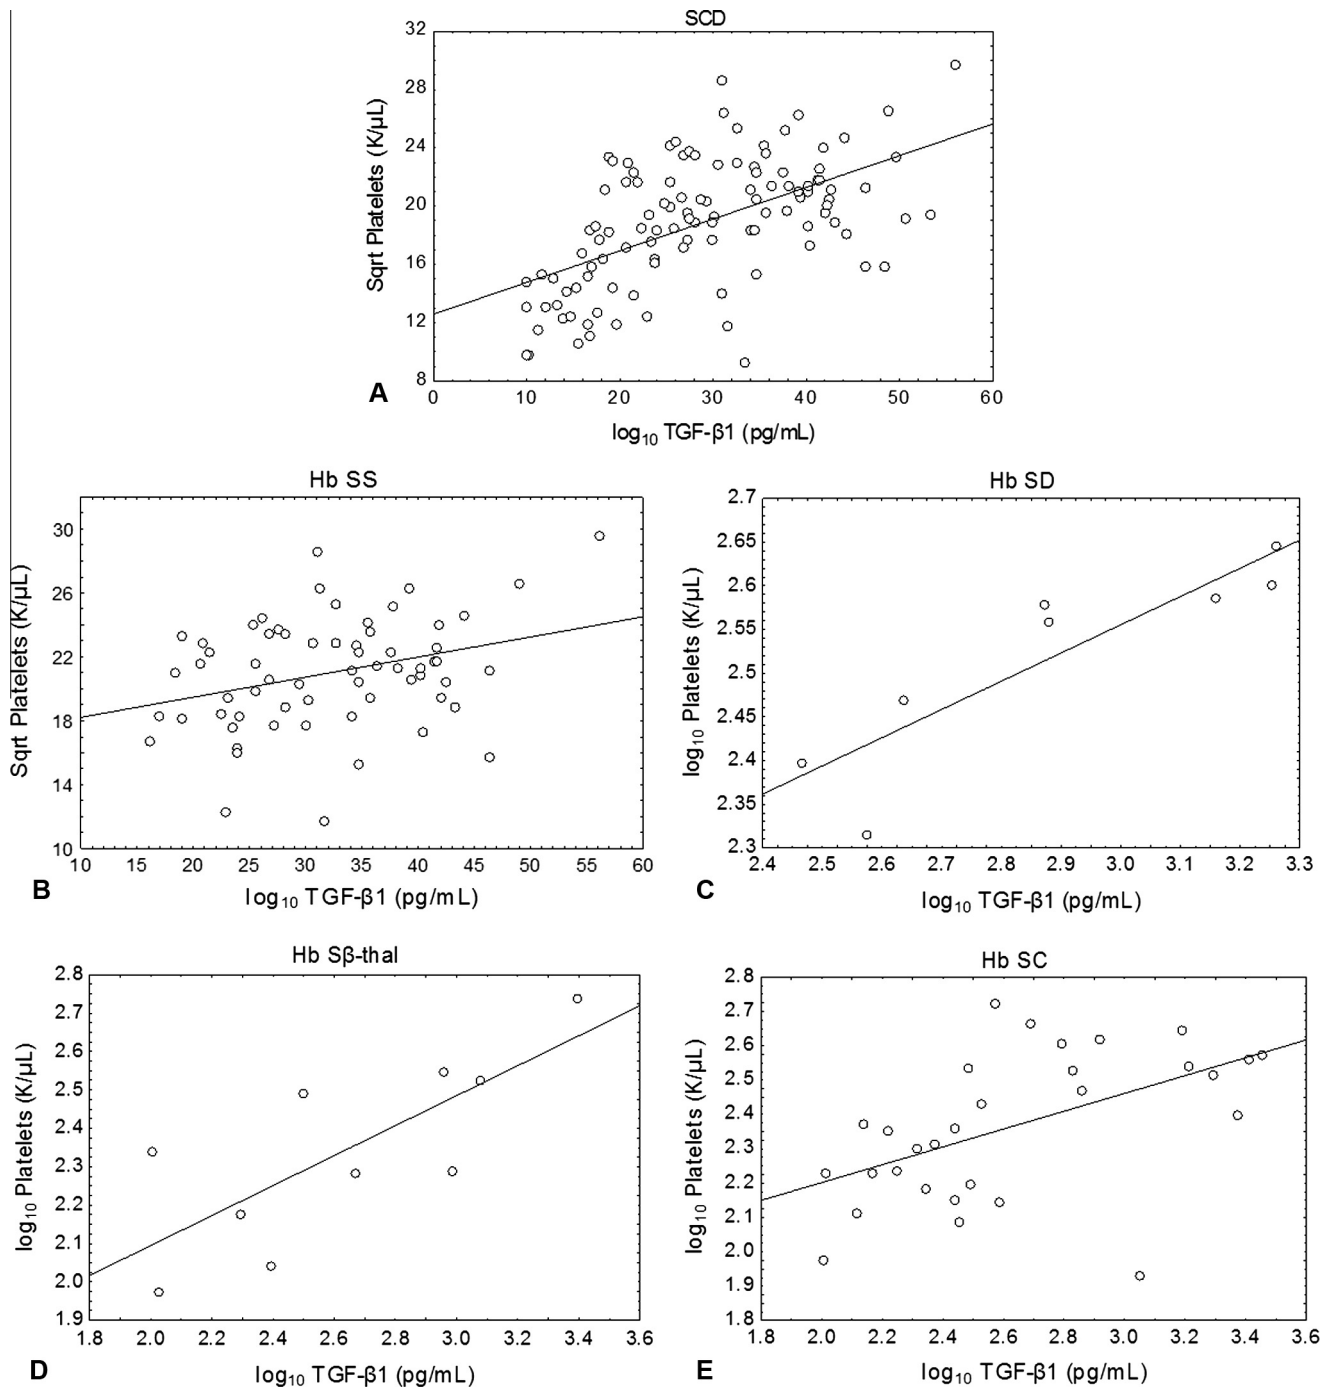 SCD
Sqrt Platelets (K/µL)
32
28
24
20
16
12
8
0 10 20 30 40 50 60
log10 TGF-β1 (pg/mL)
A
Hb SS
Sqrt Platelets (K/µL)
30
26
22
18
14
10
10 15 20 25 30 35 40 45 50 55 60
log10 TGF-β1 (pg/mL)
B
Hb SD
log10 Platelets (K/µL)
2.7
2.65
2.6
2.55
2.5
2.45
2.4
2.35
2.3
2.4 2.5 2.6 2.7 2.8 2.9 3.0 3.1 3.2 3.3
log10 TGF-β1 (pg/mL)
C
Hb Sβ-thal
log10 Platelets (K/µL)
2.8
2.7
2.6
2.5
2.4
2.3
2.2
2.1
2.0
1.9
1.8 2.0 2.2 2.4 2.6 2.8 3.0 3.2 3.4 3.6
log10 TGF-β1 (pg/mL)
D
Hb SC
log10 Platelets (K/µL)
2.8
2.7
2.6
2.5
2.4
2.3
2.2
2.1
2.0
1.9
1.8
1.8 2.0 2.2 2.4 2.6 2.8 3.0 3.2 3.4 3.6
log10 TGF-β1 (pg/mL)
E